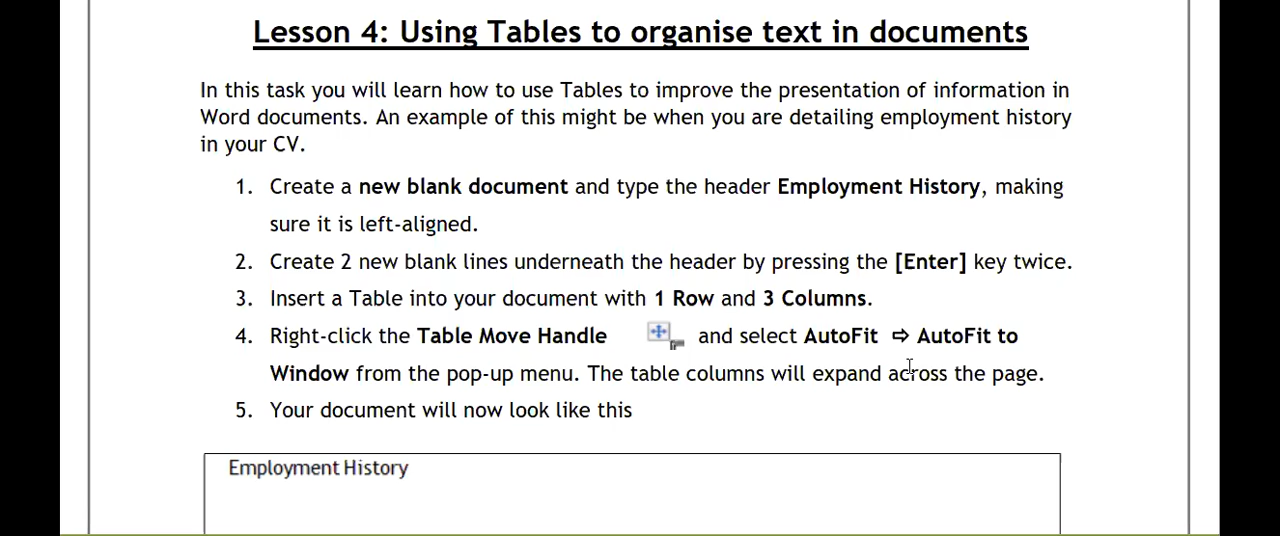 Lesson 4: Using Tables to organise text in documents
In this task you will learn how to use Tables to improve the presentation of information in
Word documents. An example of this might be when you are detailing employment history
in your CV.
1. Create a new blank document and type the header Employment History, making
sure it is left-aligned.
2. Create 2 new blank lines underneath the header by pressing the [Enter] key twice.
3. Insert a Table into your document with 1 Row and 3 Columns.
4. Right-click the Table Move Handle and select AutoFit ⇨ AutoFit to
Window from the pop-up menu. The table columns will expand across the page.
5. Your document will now look like this
Employment History